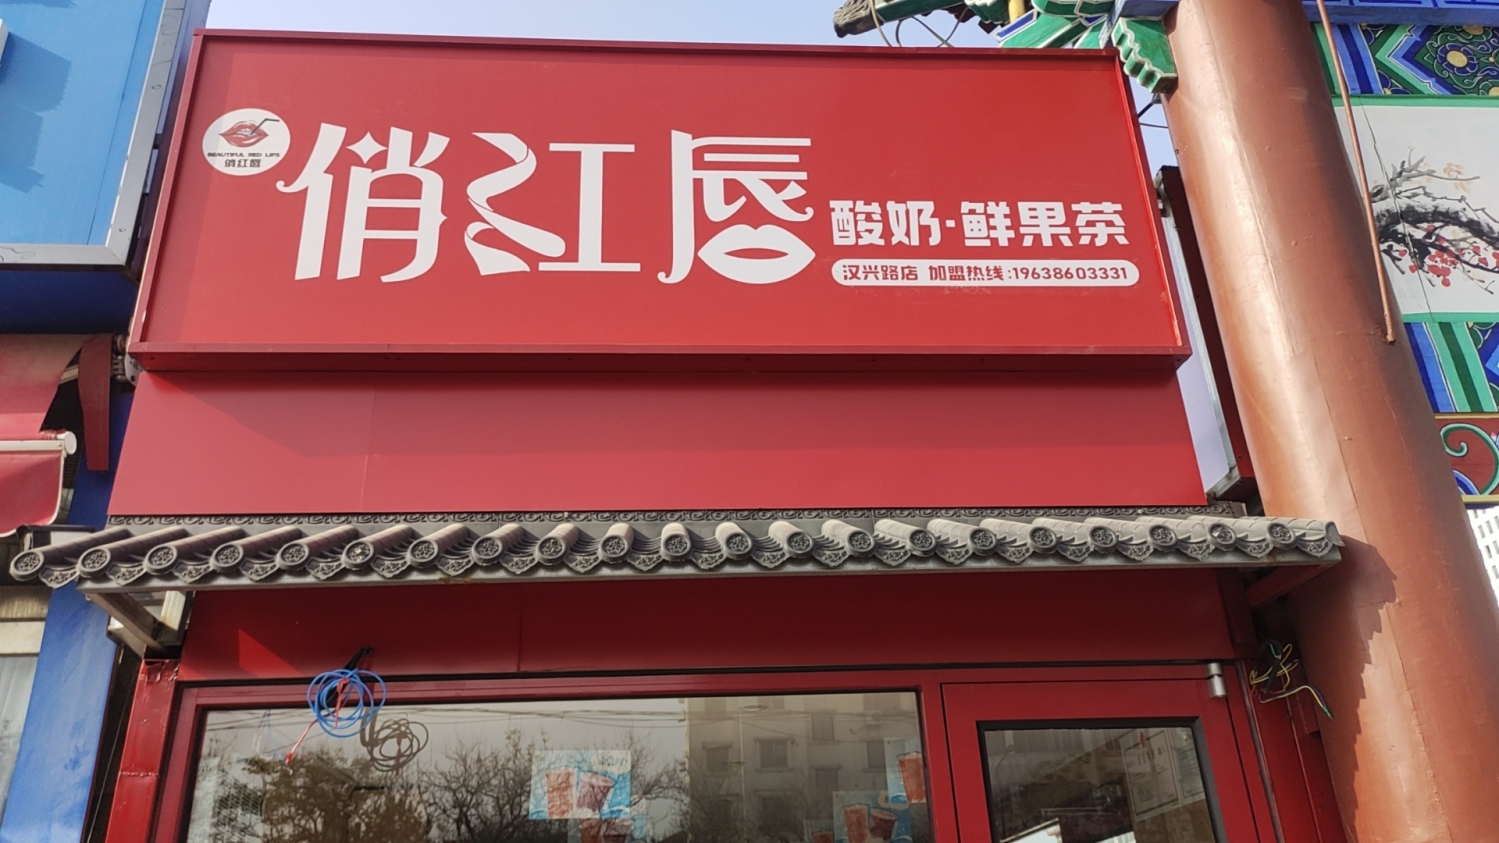 BEAUTIFUL RED LIPS
俏红唇
俏红唇
酸奶·鲜果茶
汉兴路店 加盟热线:19638603331